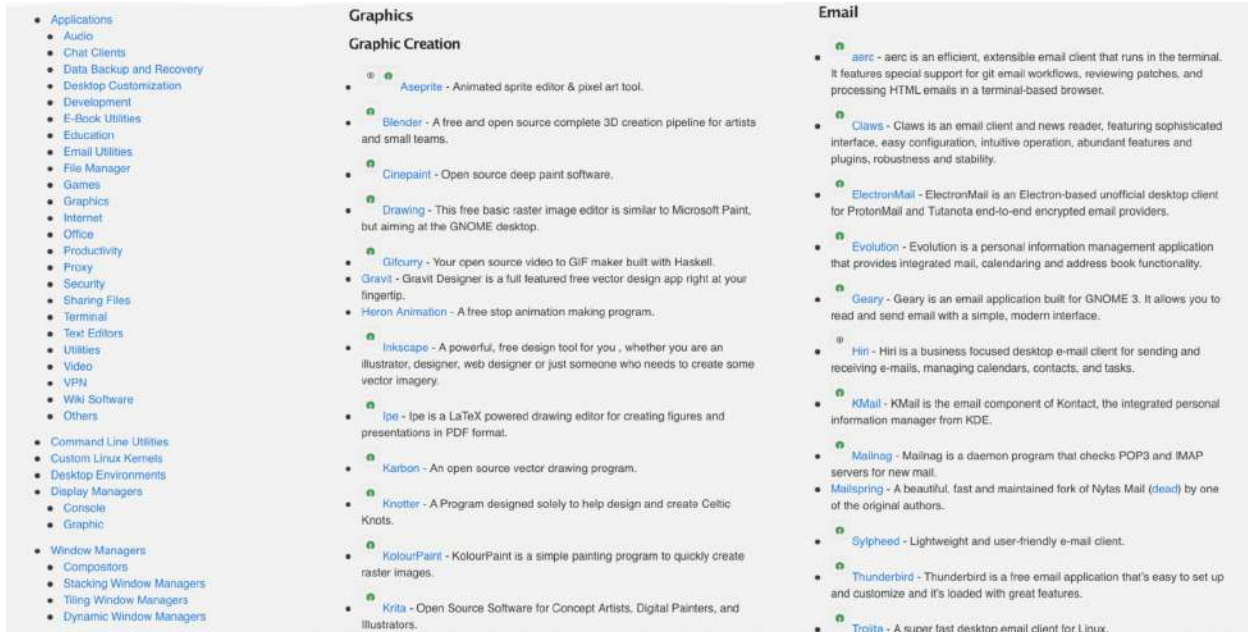 Applications
Audio
Chat Clients
Data Backup and Recovery
Desktop Customization
Development
E-Book Utilities
Education
Email Utilities
File Manager
Games
Graphics
Internet
Office
Productivity
Proxy
Security
Sharing Files
Terminal
Text Editors
Utilities
Video
VPN
Wiki Software
Others
Command Line Utilities
Custom Linux Kernels
Desktop Environments
Display Managers
Console
Graphic
Window Managers
Compositors
Stacking Window Managers
Tiling Window Managers
Dynamic Window Managers
Graphics
Graphic Creation
Aseprite - Animated sprite editor & pixel art tool.
Blender - A free and open source complete 3D creation pipeline for artists
and small teams.
Cinepaint - Open source deep paint software.
Drawing - This free basic raster image editor is similar to Microsoft Paint,
but aiming at the GNOME desktop.
Gifcurry - Your open source video to GIF maker built with Haskell.
Gravit - Gravit Designer is a full featured free vector design app right at your
fingertip.
Heron Animation - A free stop animation making program.
Inkscape - A powerful, free design tool for you , whether you are an
illustrator, designer, web designer or just someone who needs to create some
vector imagery.
Ipe - Ipe is a LaTeX powered drawing editor for creating figures and
presentations in PDF format.
Karbon - An open source vector drawing program.
Knotter - A Program designed solely to help design and create Celtic
Knots.
KolourPaint - KolourPaint is a simple painting program to quickly create
raster images.
Krita - Open Source Software for Concept Artists, Digital Painters, and
Illustrators.
Email
aerc - aerc is an efficient, extensible email client that runs in the terminal.
It features special support for git email workflows, reviewing patches, and
processing HTML emails in a terminal-based browser.
Claws - Claws is an email client and news reader, featuring sophisticated
interface, easy configuration, intuitive operation, abundant features and
plugins, robustness and stability.
ElectronMail - ElectronMail is an Electron-based unofficial desktop client
for ProtonMail and Tutanota end-to-end encrypted email providers.
Evolution - Evolution is a personal information management application
that provides integrated mail, calendaring and address book functionality.
Geary - Geary is an email application built for GNOME 3. It allows you to
read and send email with a simple, modern interface.
Hiri - Hiri is a business focused desktop e-mail client for sending and
receiving e-mails, managing calendars, contacts, and tasks.
KMail - KMail is the email component of Kontact, the integrated personal
information manager from KDE.
Mailnag - Mailnag is a daemon program that checks POP3 and IMAP
servers for new mail.
Mailspring - A beautiful, fast and maintained fork of Nylas Mail (dead) by one
of the original authors.
Sylpheed - Lightweight and user-friendly e-mail client.
Thunderbird - Thunderbird is a free email application that's easy to set up
and customize and it's loaded with great features.
Trojita - A super fast desktop email client for Linux.